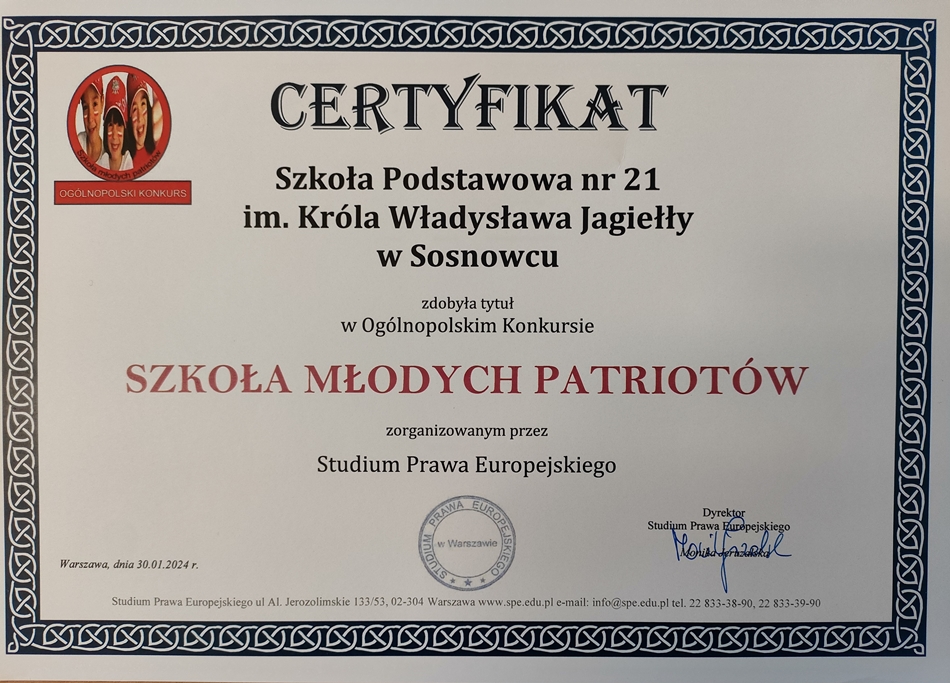 CERTYFIKAT
Szkoła młodych patriotów
OGÓLNOPOLSKI KONKURS
Szkoła Podstawowa nr 21
im. Króla Władysława Jagiełły
w Sosnowcu
zdobyła tytuł
w Ogólnopolskim Konkursie
SZKOŁA MŁODYCH PATRIOTÓW
zorganizowanym przez
Studium Prawa Europejskiego
STUDIUM PRAWA EUROPEJSKIEGO
w Warszawie
Dyrektor
Studium Prawa Europejskiego
Monika
Warszawa, dnia 30.01.2024 r.
Studium Prawa Europejskiego ul Al. Jerozolimskie 133/53, 02-304 Warszawa www.spe.edu.pl e-mail: info@spe.edu.pl tel. 22 833-38-90, 22 833-39-90